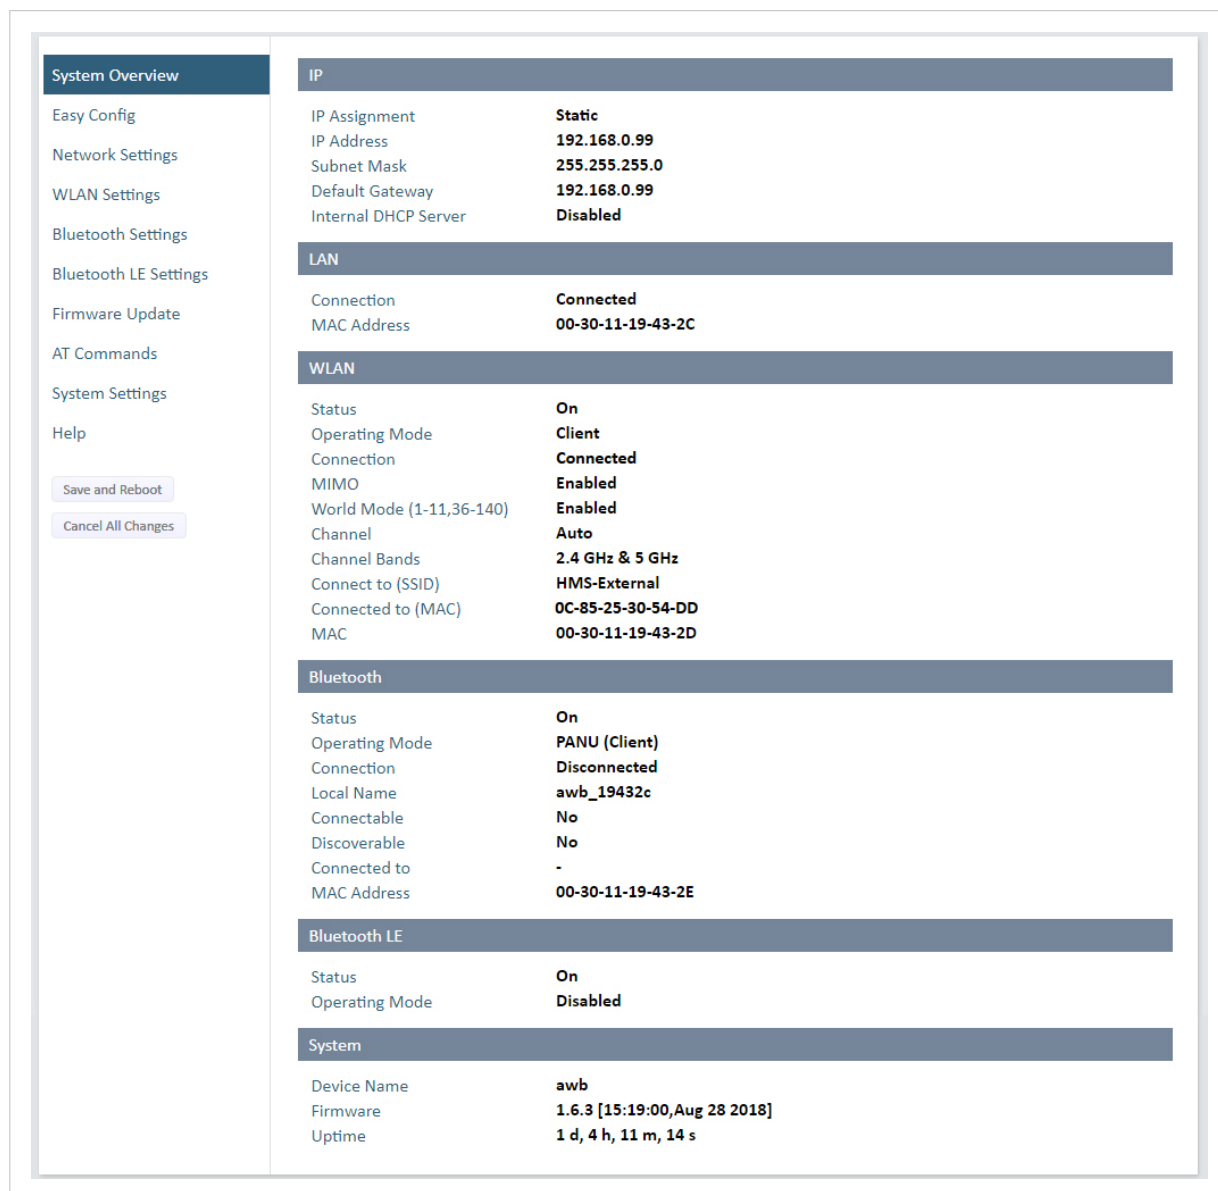 System Overview
Easy Config
Network Settings
WLAN Settings
Bluetooth Settings
Bluetooth LE Settings
Firmware Update
AT Commands
System Settings
Help
Save and Reboot
Cancel All Changes
IP
IP Assignment Static
IP Address 192.168.0.99
Subnet Mask 255.255.255.0
Default Gateway 192.168.0.99
Internal DHCP Server Disabled
LAN
Connection Connected
MAC Address 00-30-11-19-43-2C
WLAN
Status On
Operating Mode Client
Connection Connected
MIMO Enabled
World Mode (1-11,36-140) Enabled
Channel Auto
Channel Bands 2.4 GHz & 5 GHz
Connect to (SSID) HMS-External
Connected to (MAC) 0C-85-25-30-54-DD
MAC 00-30-11-19-43-2D
Bluetooth
Status On
Operating Mode PANU (Client)
Connection Disconnected
Local Name awb_19432c
Connectable No
Discoverable No
Connected to -
MAC Address 00-30-11-19-43-2E
Bluetooth LE
Status On
Operating Mode Disabled
System
Device Name awb
Firmware 1.6.3 [15:19:00,Aug 28 2018]
Uptime 1 d, 4 h, 11 m, 14 s